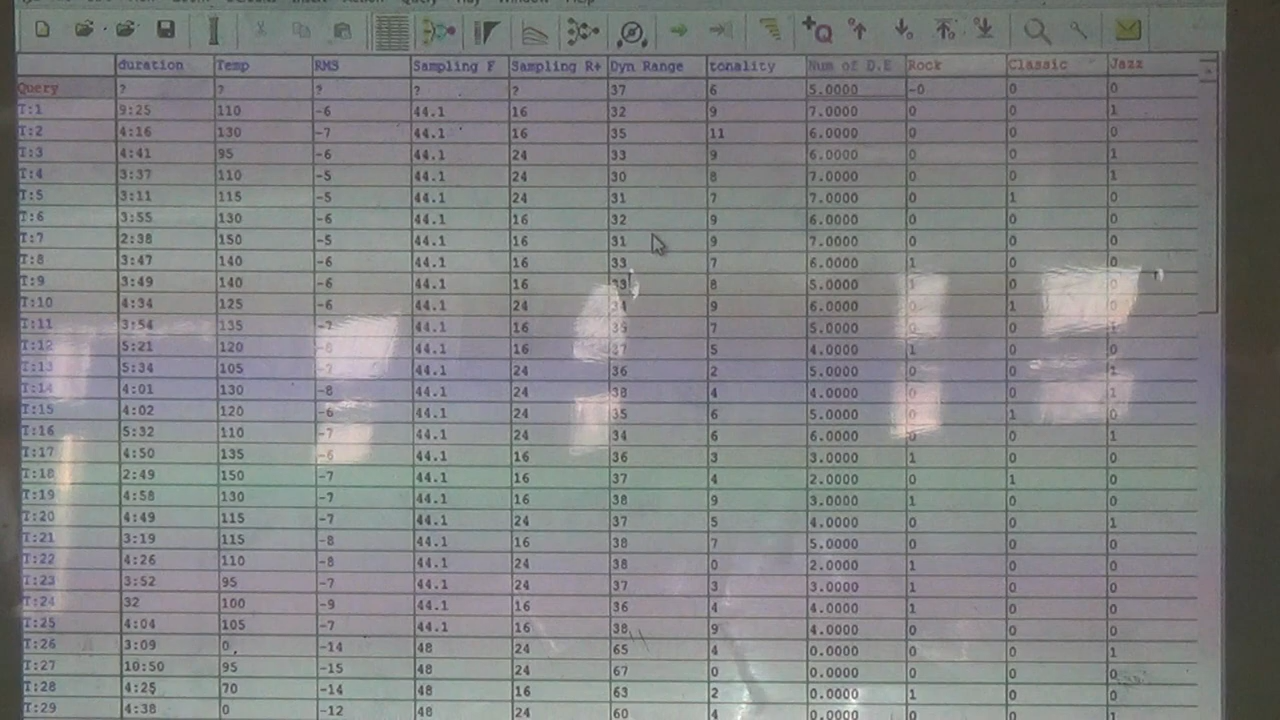 duration Temp RMS Sampling F Sampling R+ Dyn Range tonality Num of D.E Rock Classic Jazz
Query ? ? ? ? ? 37 6 5.0000 -0 0 0
T:1 9:25 110 -6 44.1 16 32 9 7.0000 0 0 1
T:2 4:16 130 -7 44.1 16 35 11 6.0000 0 0 0
T:3 4:41 95 -6 44.1 24 33 9 6.0000 0 0 1
T:4 3:37 110 -5 44.1 24 30 8 7.0000 0 0 1
T:5 3:11 115 -5 44.1 24 31 7 7.0000 0 1 0
T:6 3:55 130 -6 44.1 16 32 9 6.0000 0 0 0
T:7 2:38 150 -5 44.1 16 31 9 7.0000 0 0 0
T:8 3:47 140 -6 44.1 16 33 7 6.0000 1 0 0
T:9 3:49 140 -6 44.1 16 33 8 5.0000 0
T:10 4:34 125 -6 44.1 24 9 6.0000 1
T:11 3:54 135 -7 44.1 16 7 5.0000 0
T:12 5:21 120 44.1 16 37 5 4.0000 1 0 0
T:13 5:34 105 44.1 24 36 2 5.0000 0 0 1
T:14 4:01 130 -8 44.1 24 38 4 4.0000 0 1
T:15 4:02 120 -6 44.1 24 35 6 5.0000 1 0
T:16 5:32 110 -7 44.1 24 34 6 6.0000 0 0 1
T:17 4:50 135 -6 44.1 16 36 3 3.0000 1 0 0
T:18 2:49 150 -7 44.1 16 37 4 2.0000 0 1 0
T:19 4:58 130 -7 44.1 16 38 9 3.0000 1 0 0
T:20 4:49 115 -7 44.1 24 37 5 4.0000 0 0 1
T:21 3:19 115 -8 44.1 16 38 7 5.0000 0 0 0
T:22 4:26 110 -8 44.1 24 38 0 2.0000 1 0 0
T:23 3:52 95 -7 44.1 24 37 3 3.0000 1 0 0
T:24 32 100 -9 44.1 16 36 4 4.0000 1 0 0
T:25 4:04 105 -7 44.1 16 38 9 4.0000 0 0 0
T:26 3:09 0 -14 48 24 65 4 0.0000 0 0 1
T:27 10:50 95 -15 48 24 67 0 0.0000 0 0 0
T:28 4:25 70 -14 48 16 63 2 0.0000 1 0 0
T:29 4:38 0 -12 48 24 60 4 0.0000 0 0 1